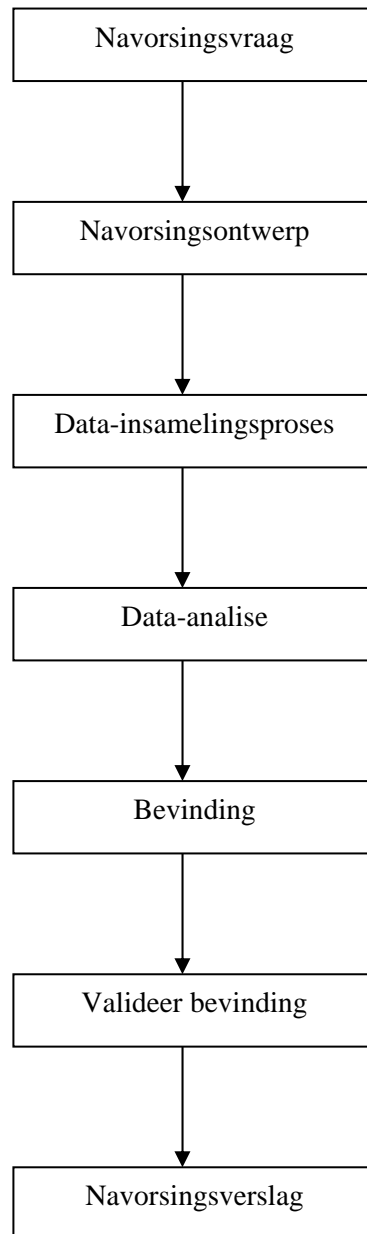 Navorsingsvraag
Navorsingsontwerp
Data-insamelingsproses
Data-analise
Bevinding
Valideer bevinding
Navorsingsverslag